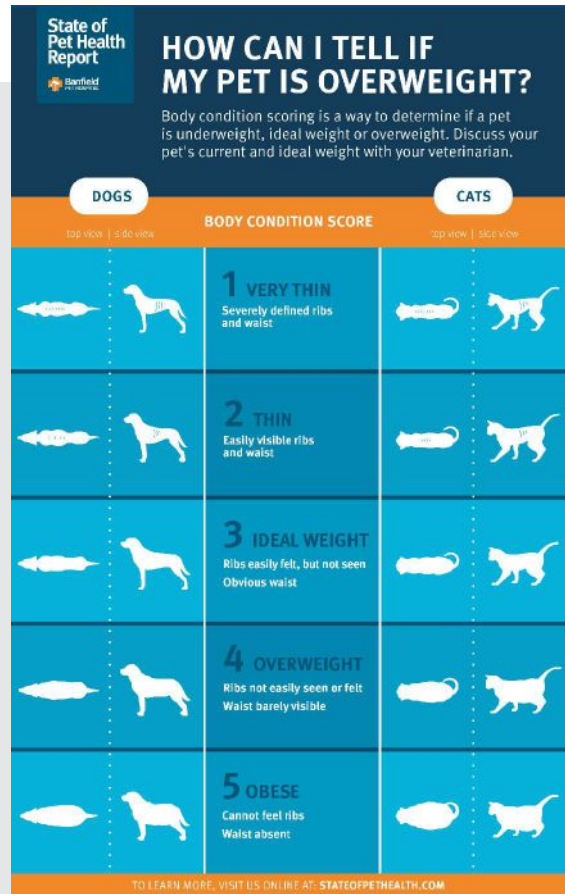 State of
Pet Health
Report
Banfield
PET HOSPITAL
HOW CAN I TELL IF
MY PET IS OVERWEIGHT?
Body condition scoring is a way to determine if a pet
is underweight, ideal weight or overweight. Discuss your
pet's current and ideal weight with your veterinarian.
DOGS
CATS
BODY CONDITION SCORE
top view | side view
top view | side view
1 VERY THIN
Severely defined ribs
and waist
2 THIN
Easily visible ribs
and waist
3 IDEAL WEIGHT
Ribs easily felt, but not seen
Obvious waist
4 OVERWEIGHT
Ribs not easily seen or felt
Waist barely visible
5 OBESE
Cannot feel ribs
Waist absent
TO LEARN MORE, VISIT US ONLINE AT: STATEOFPETHEALTH.COM